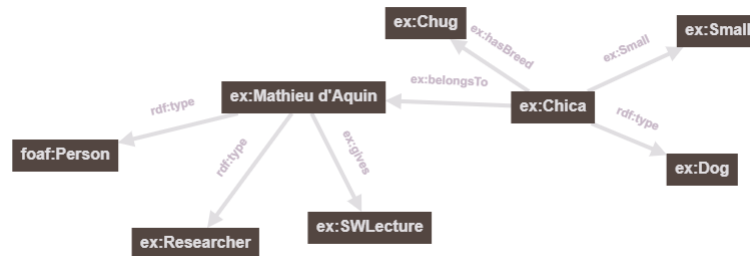 ex:Chug
ex:hasBreed
ex:Small
ex:Small
ex:belongsTo
ex:Mathieu d'Aquin
ex:Chica
rdf:type
rdf:type
foaf:Person
rdf:type
ex:gives
ex:Dog
ex:SWLecture
ex:Researcher